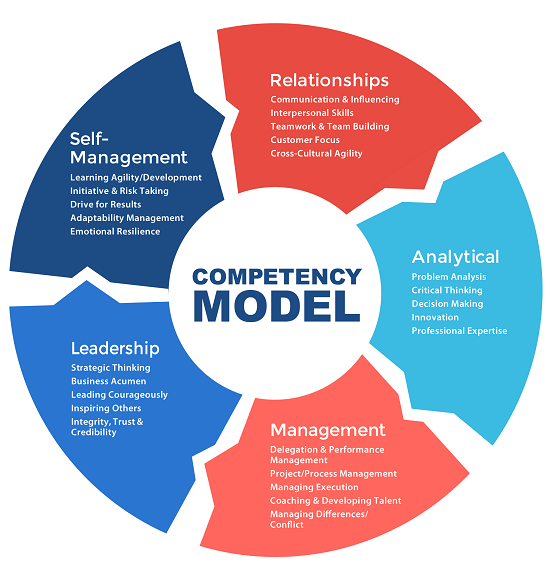 Relationships
Communication & Influencing
Interpersonal Skills
Teamwork & Team Building
Customer Focus
Cross-Cultural Agility
Analytical
Problem Analysis
Critical Thinking
Decision Making
Innovation
Professional Expertise
Management
Delegation & Performance
Management
Project/Process Management
Managing Execution
Coaching & Developing Talent
Managing Differences/
Conflict
Leadership
Strategic Thinking
Business Acumen
Leading Courageously
Inspiring Others
Integrity, Trust &
Credibility
Self-
Management
Learning Agility/Development
Initiative & Risk Taking
Drive for Results
Adaptability Management
Emotional Resilience
COMPETENCY
MODEL